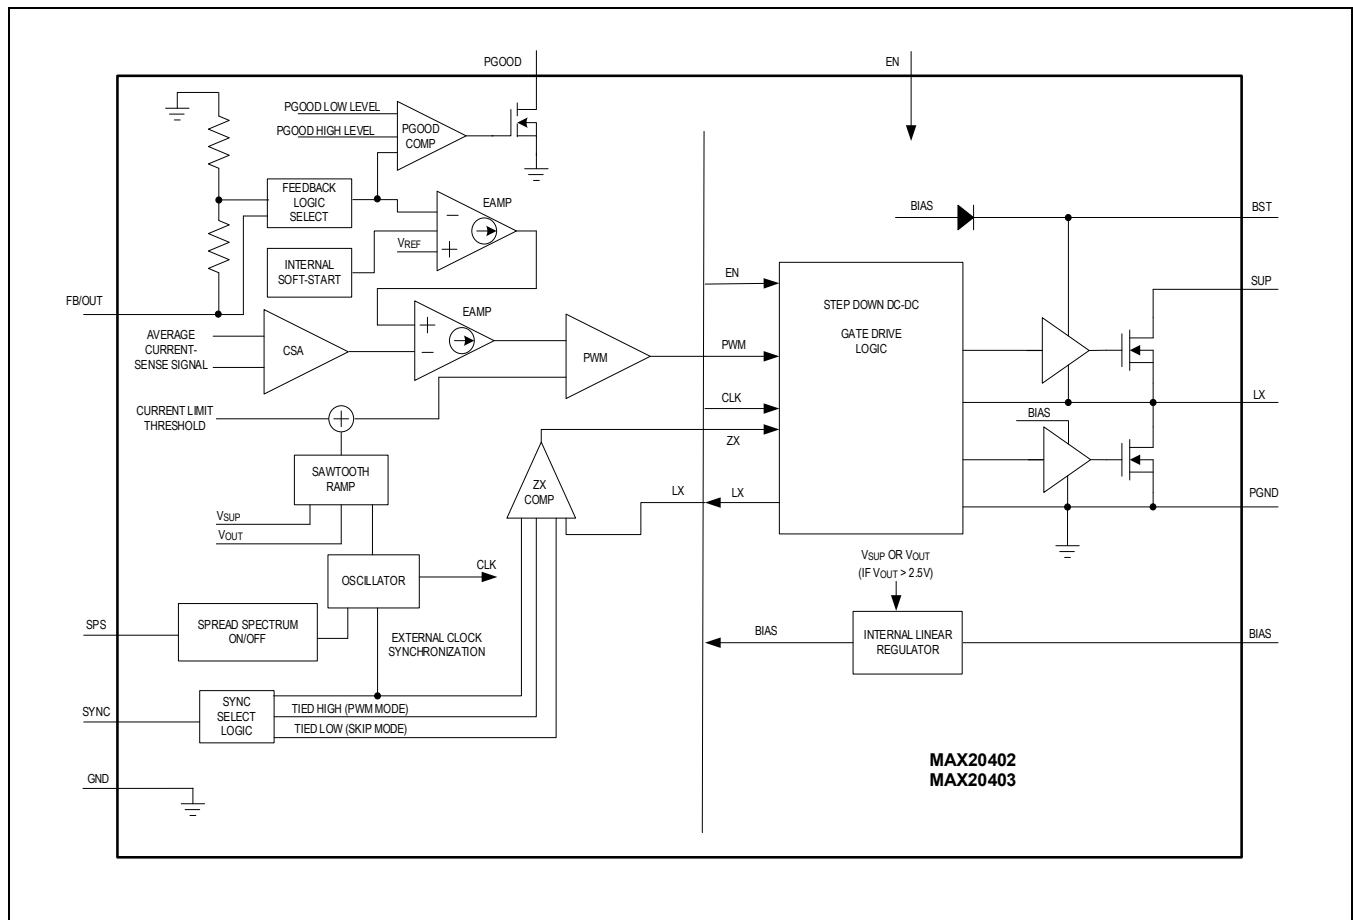 PGOOD
EN
PGOOD LOW LEVEL
PGOOD HIGH LEVEL
PGOOD
COMP
FEEDBACK
LOGIC
SELECT
EAMP
−
VREF
+
INTERNAL
SOFT-START
BIAS
BST
EN
SUP
FB/OUT
STEP DOWN DC-DC
GATE DRIVE
LOGIC
AVERAGE
CURRENT-
SENSE SIGNAL
CSA
EAMP
+
−
PWM
PWM
CURRENT LIMIT
THRESHOLD
+
CLK
ZX
LX
BIAS
SAWTOOTH
RAMP
VSUP
VOUT
ZX
COMP
LX
LX
PGND
OSCILLATOR
CLK
VSUP OR VOUT
(IF VOUT > 2.5V)
SPS
SPREAD SPECTRUM
ON/OFF
EXTERNAL CLOCK
SYNCHRONIZATION
BIAS
INTERNAL LINEAR
REGULATOR
BIAS
SYNC
SYNC
SELECT
LOGIC
TIED HIGH (PWM MODE)
TIED LOW (SKIP MODE)
GND
MAX20402
MAX20403